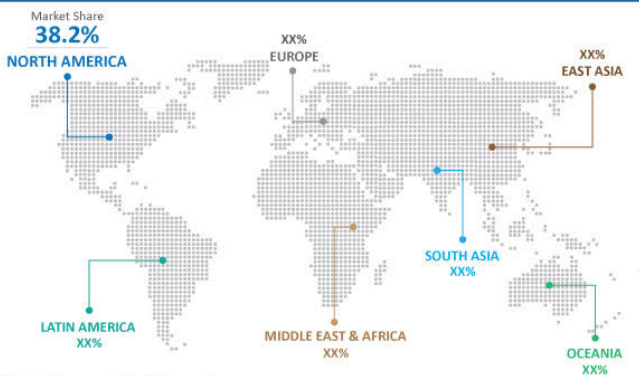 Market Share
38.2%
NORTH AMERICA
XX%
EUROPE
XX%
EAST ASIA
SOUTH ASIA
XX%
LATIN AMERICA
XX%
MIDDLE EAST & AFRICA
XX%
OCEANIA
XX%